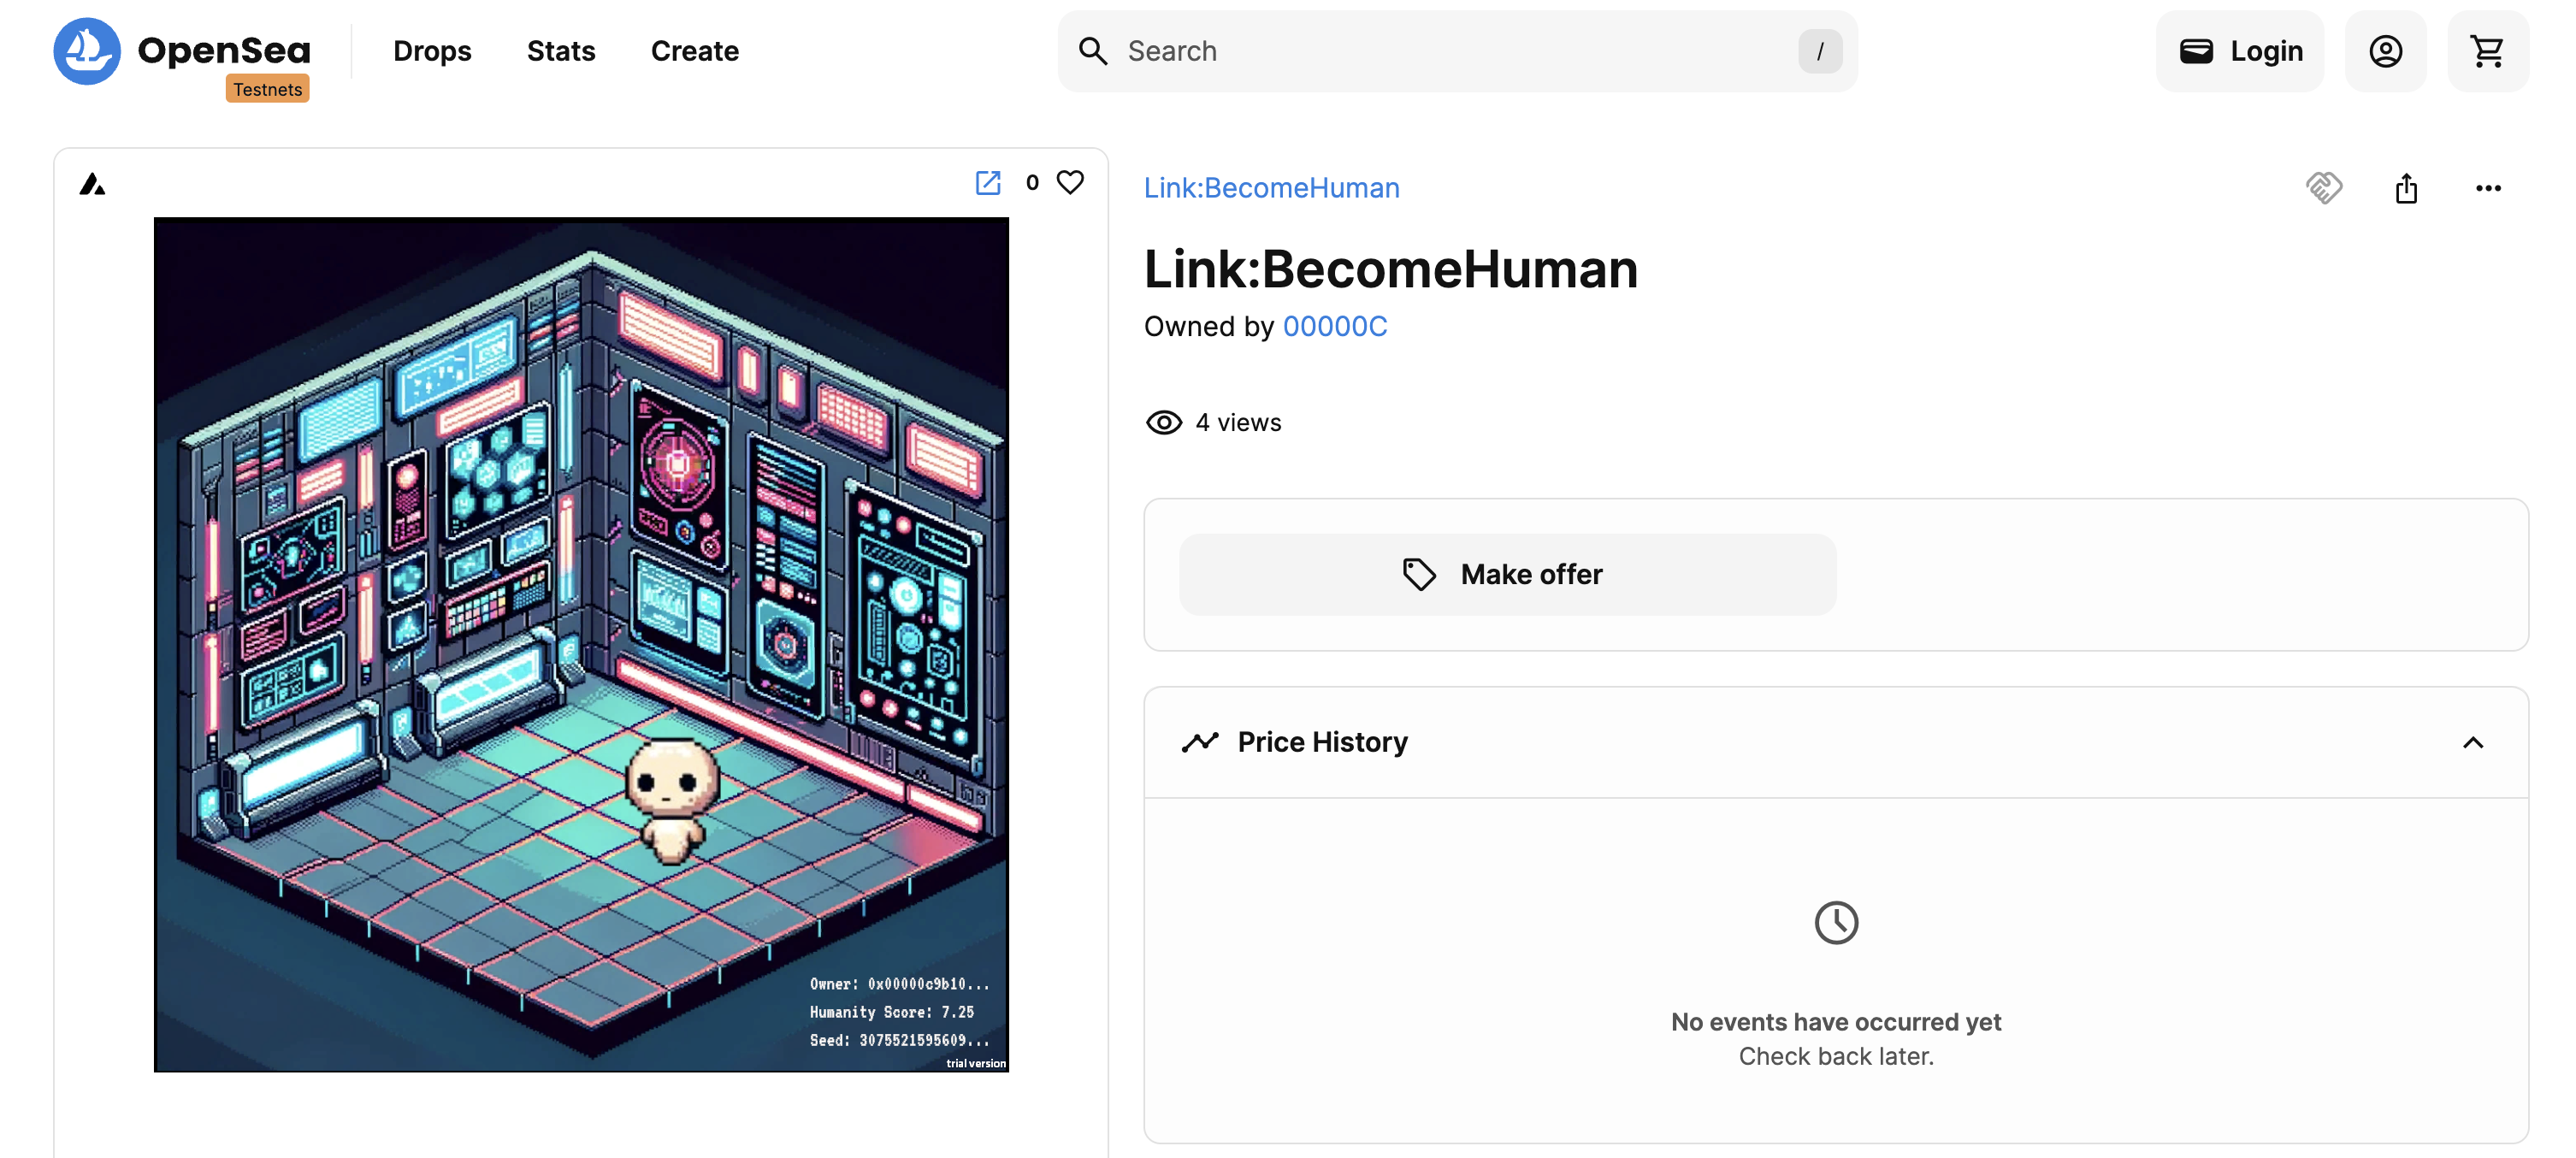 OpenSea
Testnets
Drops
Stats
Create
Search
/
Login
0
Link:BecomeHuman
Link:BecomeHuman
Owned by 00000C
4 views
Make offer
Price History
No events have occurred yet
Check back later.
Owner: 0x00000c9b10...
Humanity Score: 7.25
Seed: 3075521595609...
trial version